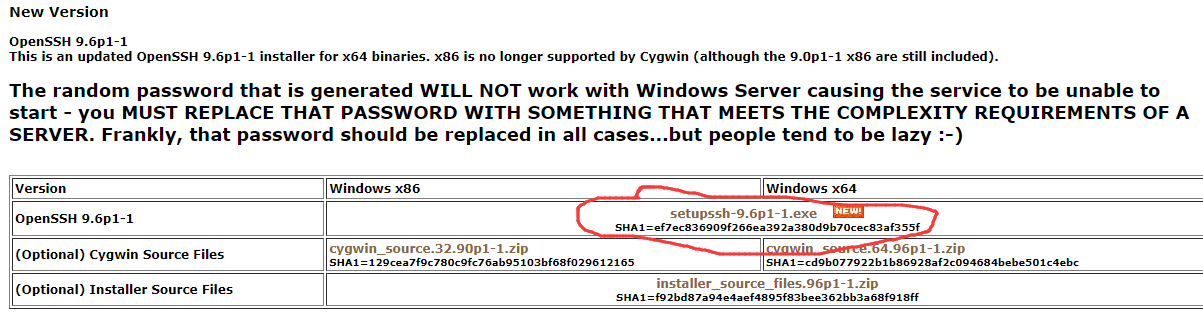 New Version
OpenSSH 9.6p1-1
This is an updated OpenSSH 9.6p1-1 installer for x64 binaries. x86 is no longer supported by Cygwin (although the 9.0p1-1 x86 are still included).
The random password that is generated WILL NOT work with Windows Server causing the service to be unable to
start - you MUST REPLACE THAT PASSWORD WITH SOMETHING THAT MEETS THE COMPLEXITY REQUIREMENTS OF A
SERVER. Frankly, that password should be replaced in all cases...but people tend to be lazy :-)
Version Windows x86 Windows x64
OpenSSH 9.6p1-1 setupssh-9.6p1-1.exe NEW!
SHA1=ef7ec836909f266ea392a380d9b70cec83af355f
(Optional) Cygwin Source Files cygwin_source.32.90p1-1.zip cygwin_source.64.96p1-1.zip
SHA1=129cea7f9c780c9fc76ab95103bf68f029612165 SHA1=cd9b077922b1b86928af2c094684bebe501c4ebc
(Optional) Installer Source Files installer_source_files.96p1-1.zip
SHA1=f92bd87a94e4aef4895f83bee362bb3a68f918ff